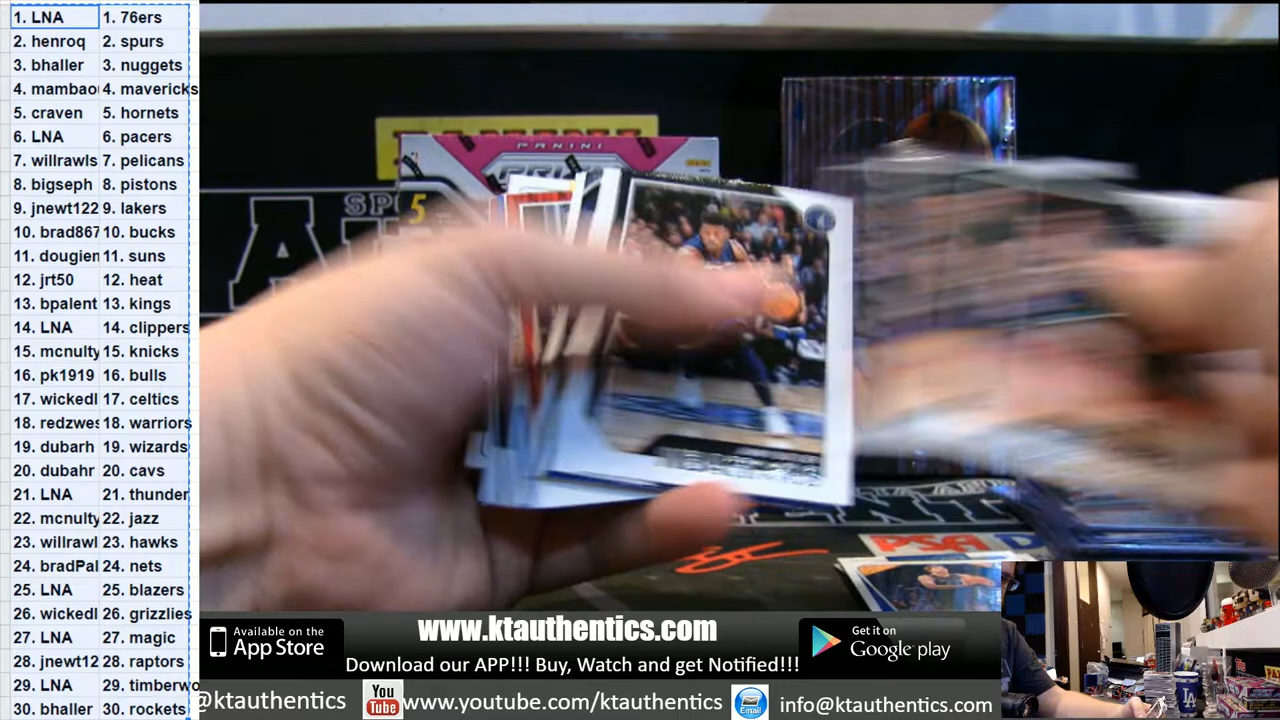 1. LNA 1. 76ers
2. henroq 2. spurs
3. bhaller 3. nuggets
4. mambao 4. mavericks
5. craven 5. hornets
6. LNA 6. pacers
7. willrawls 7. pelicans
8. bigseph 8. pistons
9. jnewt122 9. lakers
10. brad867 10. bucks
11. dougien 11. suns
12. jrt50 12. heat
13. bpalent 13. kings
14. LNA 14. clippers
15. mcnulty 15. knicks
16. pk1919 16. bulls
17. wickedl 17. celtics
18. redzwes 18. warriors
19. dubarh 19. wizards
20. dubahr 20. cavs
21. LNA 21. thunder
22. mcnulty 22. jazz
23. willrawl 23. hawks
24. bradPal 24. nets
25. LNA 25. blazers
26. wickedl 26. grizzlies
27. LNA 27. magic
28. jnewt12 28. raptors
29. LNA 29. timberwo
30. bhaller 30. rockets
PANINI
SP
5
PSA D
LA
Available on the
App Store
www.ktauthentics.com
Download our APP!!! Buy, Watch and get Notified!!!
Get it on
Google play
@ktauthentics
You
Tube
www.youtube.com/ktauthentics
Email
info@ktauthentics.com